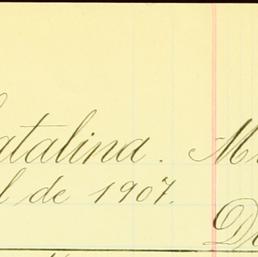 Catalina. M
l de 1907.
D